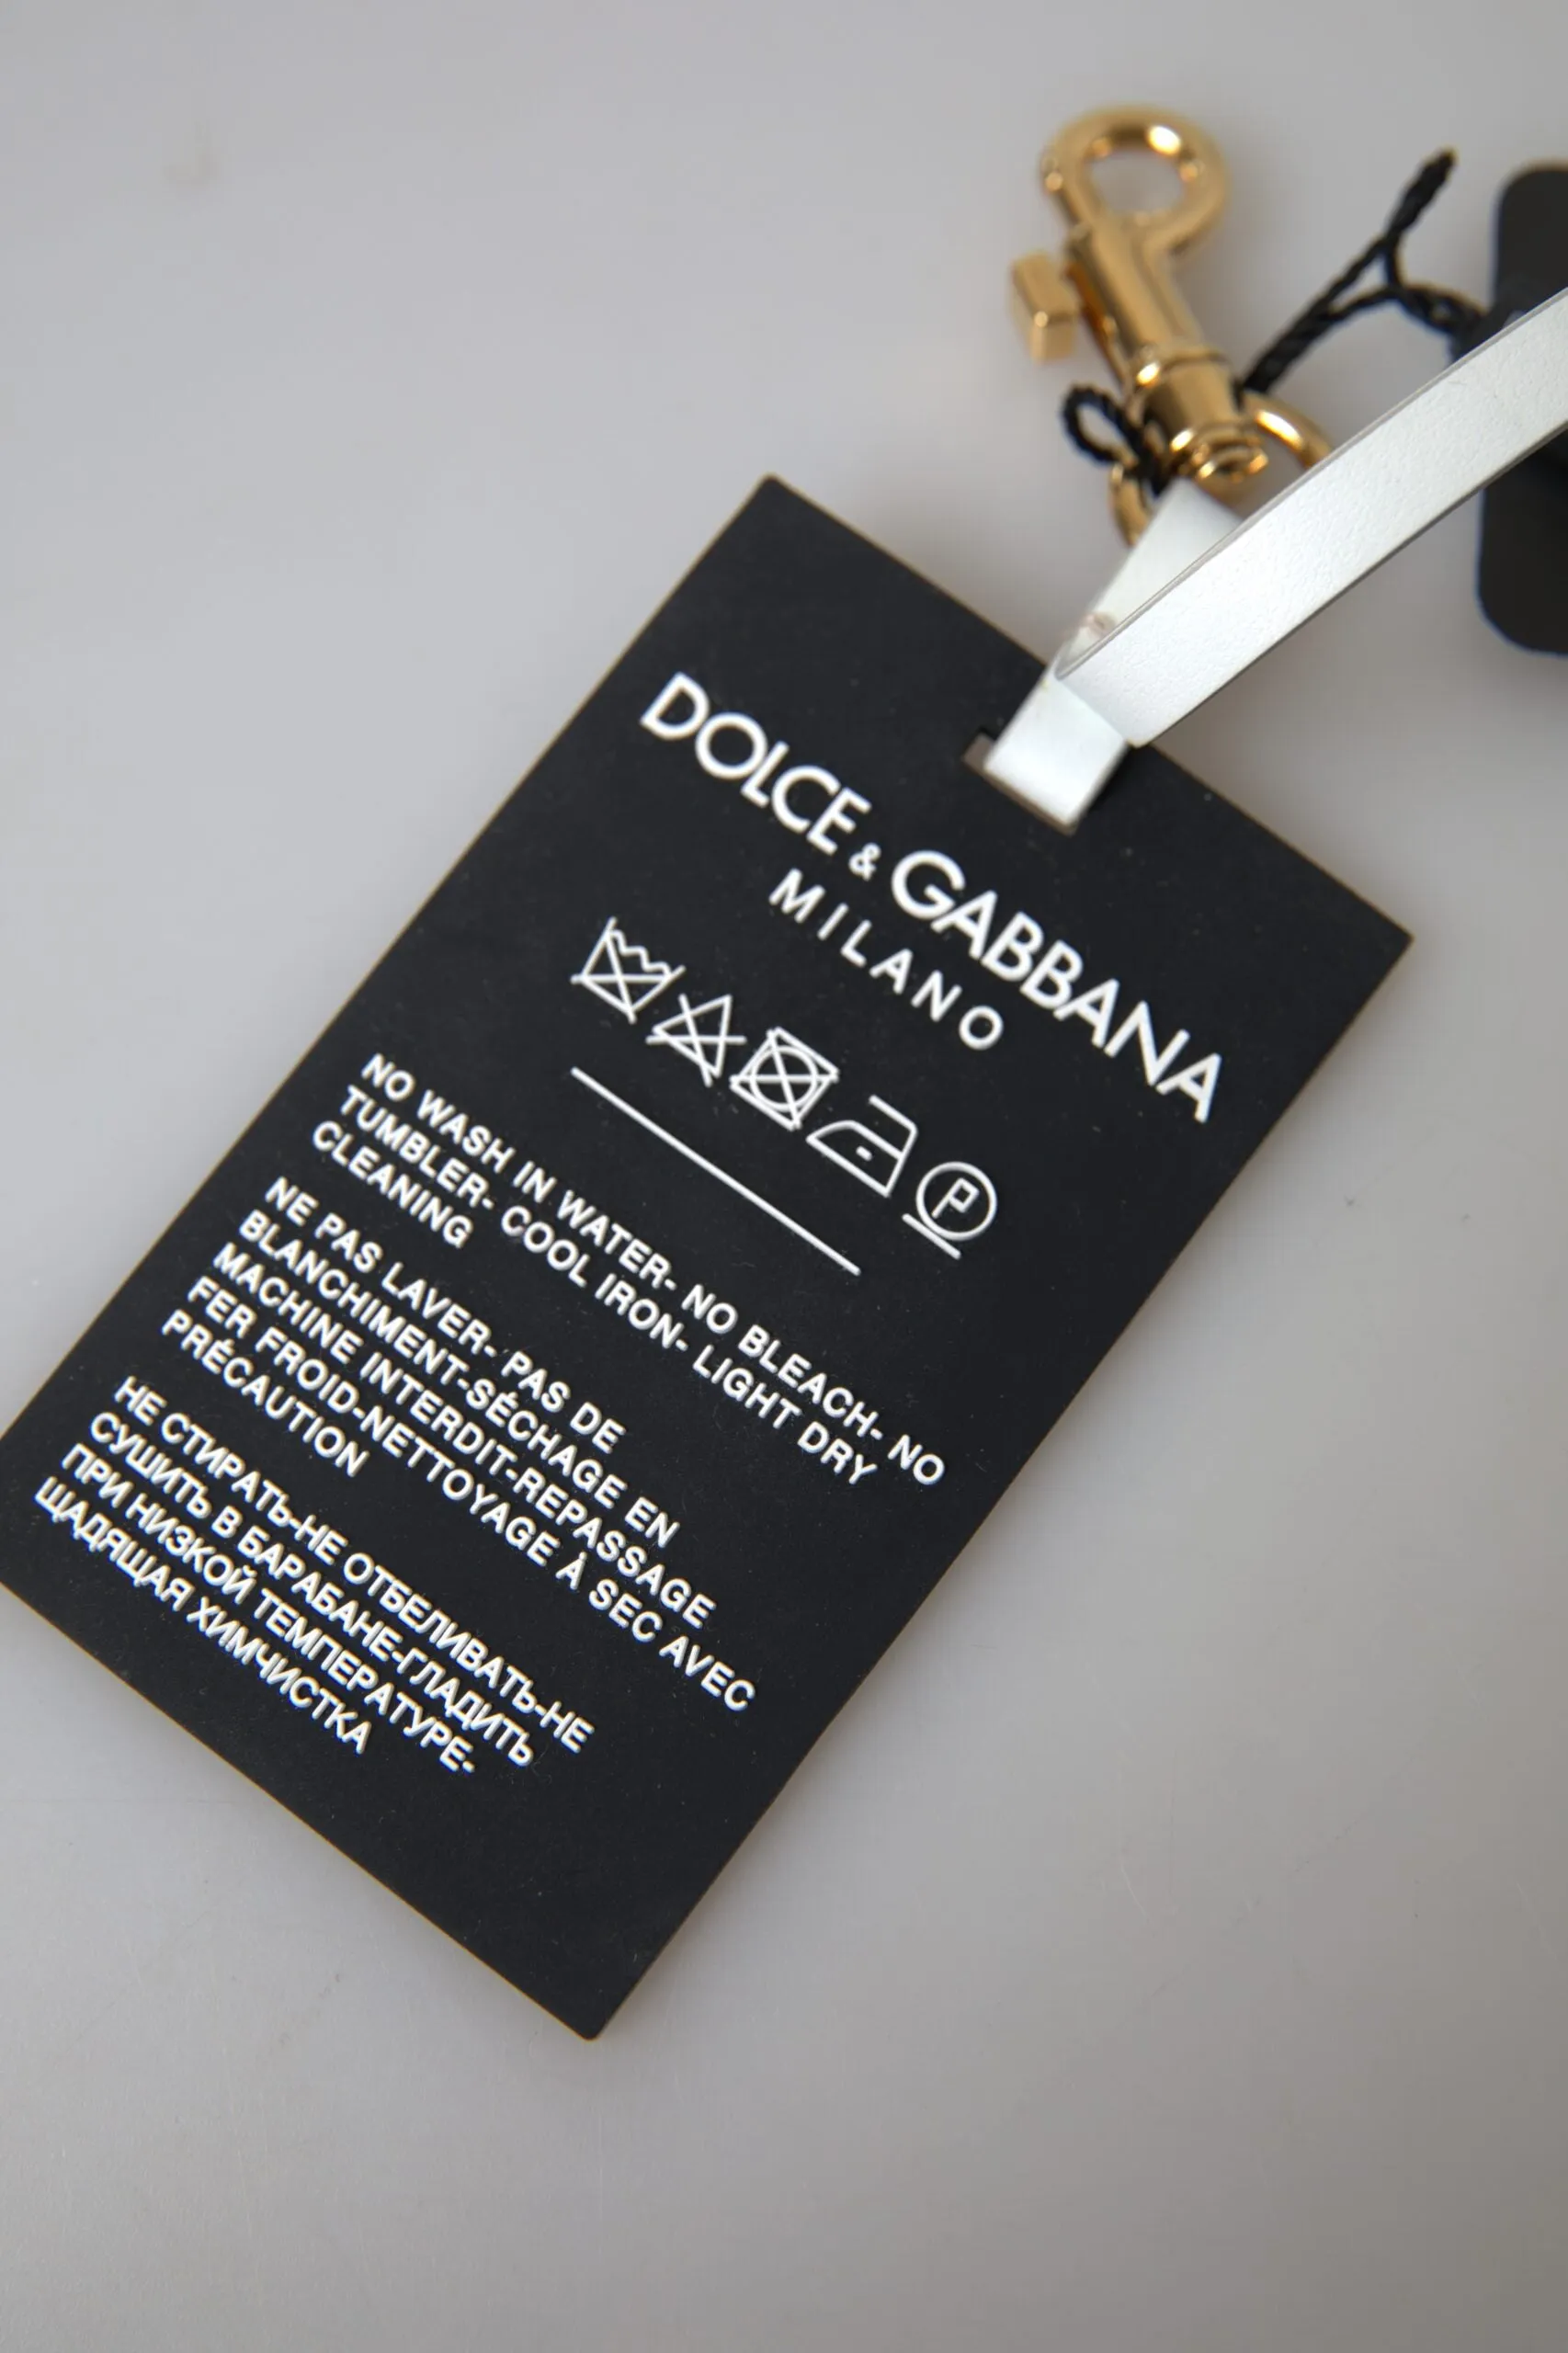 DOLCE & GABBANA
MILANO
P
NO WASH IN WATER- NO BLEACH- NO
TUMBLER- COOL IRON- LIGHT DRY
CLEANING
NE PAS LAVER- PAS DE
BLANCHIMENT-SÉCHAGE EN
MACHINE INTERDIT-REPASSAGE
FER FROID-NETTOYAGE À SEC AVEC
PRÉCAUTION
НЕ СТИРАТЬ-НЕ ОТБЕЛИВАТЬ-НЕ
СУШИТЬ В БАРАБАНЕ-ГЛАДИТЬ
ПРИ НИЗКОЙ ТЕМПЕРАТУРЕ-
ЩАДЯЩАЯ ХИМЧИСТКА